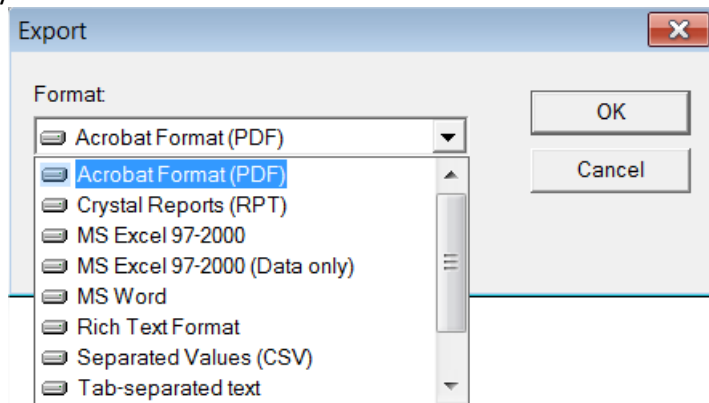 Export
Format:
Acrobat Format (PDF)
OK
Cancel
Acrobat Format (PDF)
Crystal Reports (RPT)
MS Excel 97-2000
MS Excel 97-2000 (Data only)
MS Word
Rich Text Format
Separated Values (CSV)
Tab-separated text